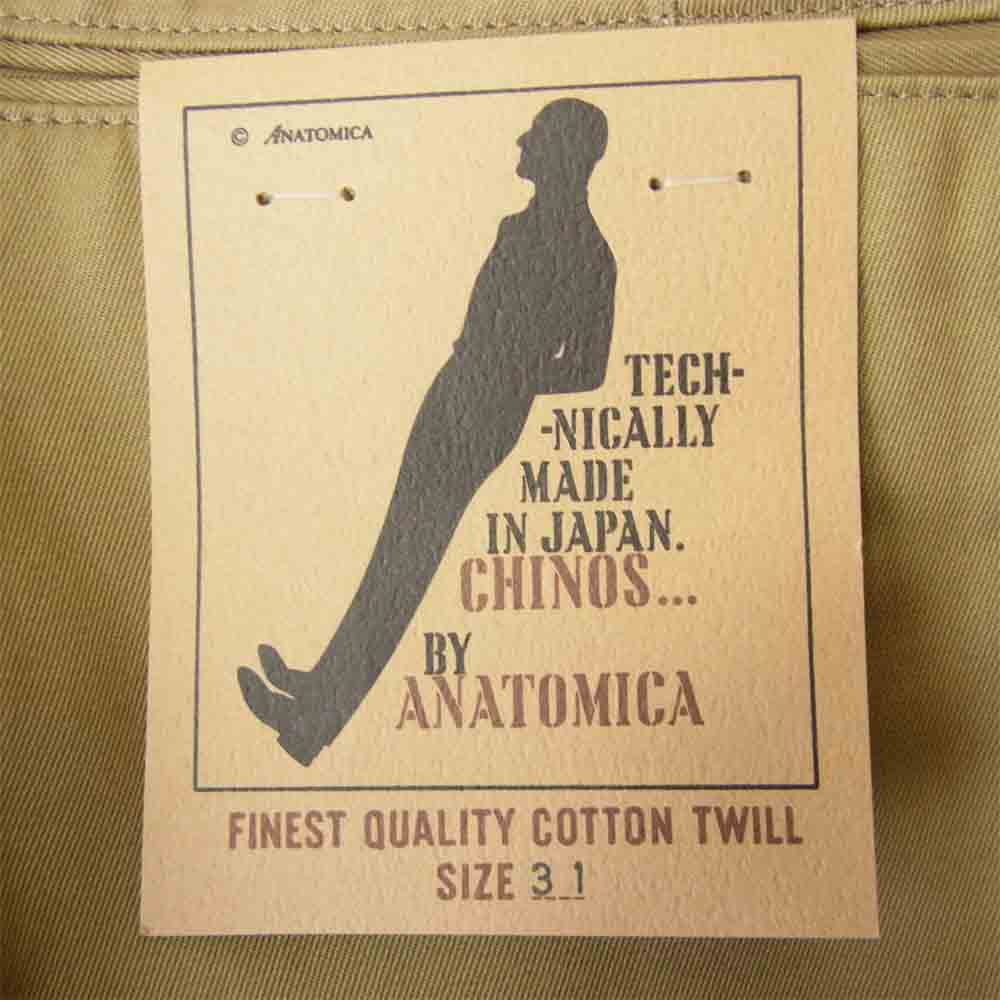 © ANATOMICA
TECH-
-NICALLY
MADE
IN JAPAN.
CHINOS...
BY
ANATOMICA
FINEST QUALITY COTTON TWILL
SIZE 31